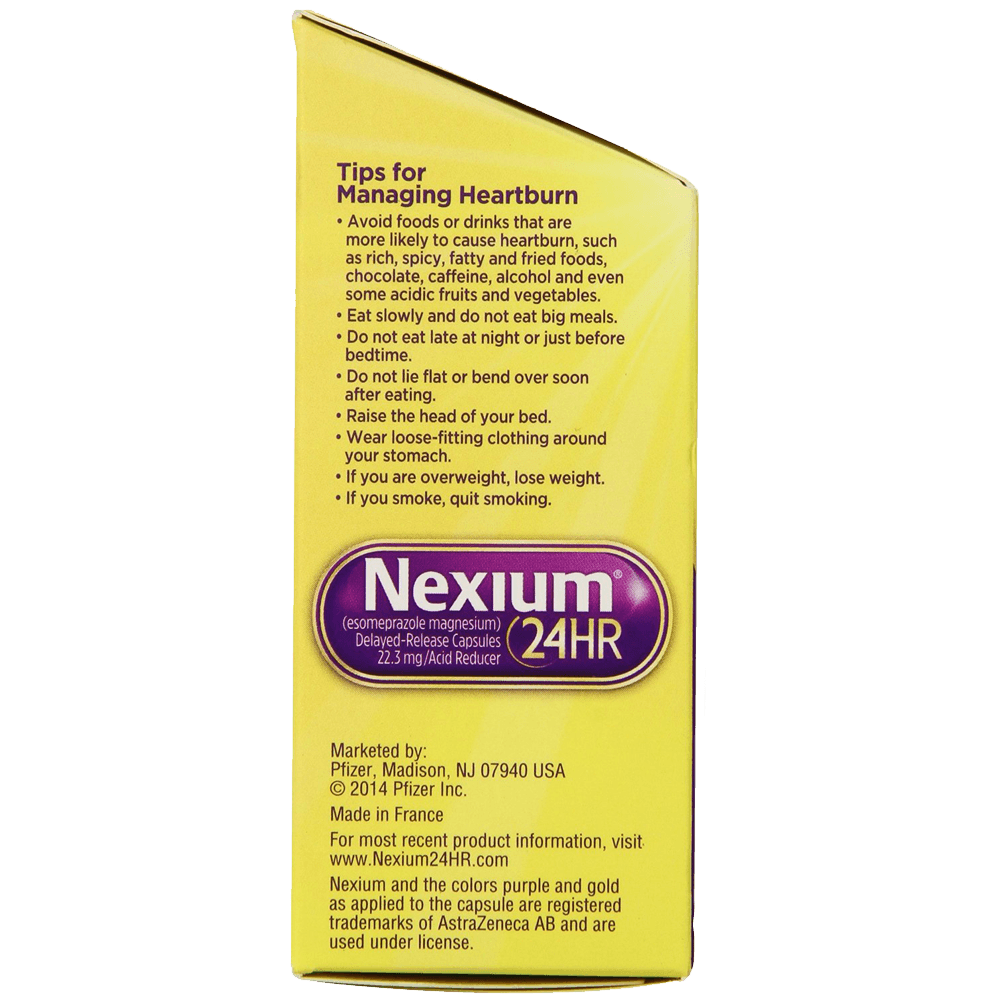 Tips for
Managing Heartburn
• Avoid foods or drinks that are
more likely to cause heartburn, such
as rich, spicy, fatty and fried foods,
chocolate, caffeine, alcohol and even
some acidic fruits and vegetables.
• Eat slowly and do not eat big meals.
• Do not eat late at night or just before
bedtime.
• Do not lie flat or bend over soon
after eating.
• Raise the head of your bed.
• Wear loose-fitting clothing around
your stomach.
• If you are overweight, lose weight.
• If you smoke, quit smoking.
Nexium®
(esomeprazole magnesium)
Delayed-Release Capsules
22.3 mg/Acid Reducer
24HR
Marketed by:
Pfizer, Madison, NJ 07940 USA
© 2014 Pfizer Inc.
Made in France
For most recent product information, visit
www.Nexium24HR.com
Nexium and the colors purple and gold
as applied to the capsule are registered
trademarks of AstraZeneca AB and are
used under license.